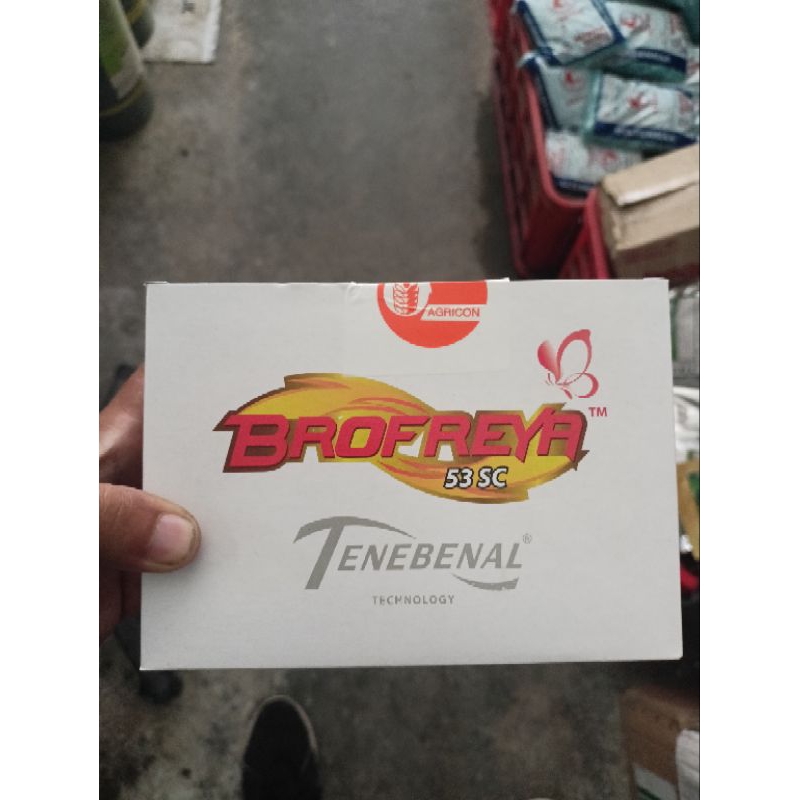 AGRICON
BROFREYA™
53 SC
TENEBENAL®
TECHNOLOGY